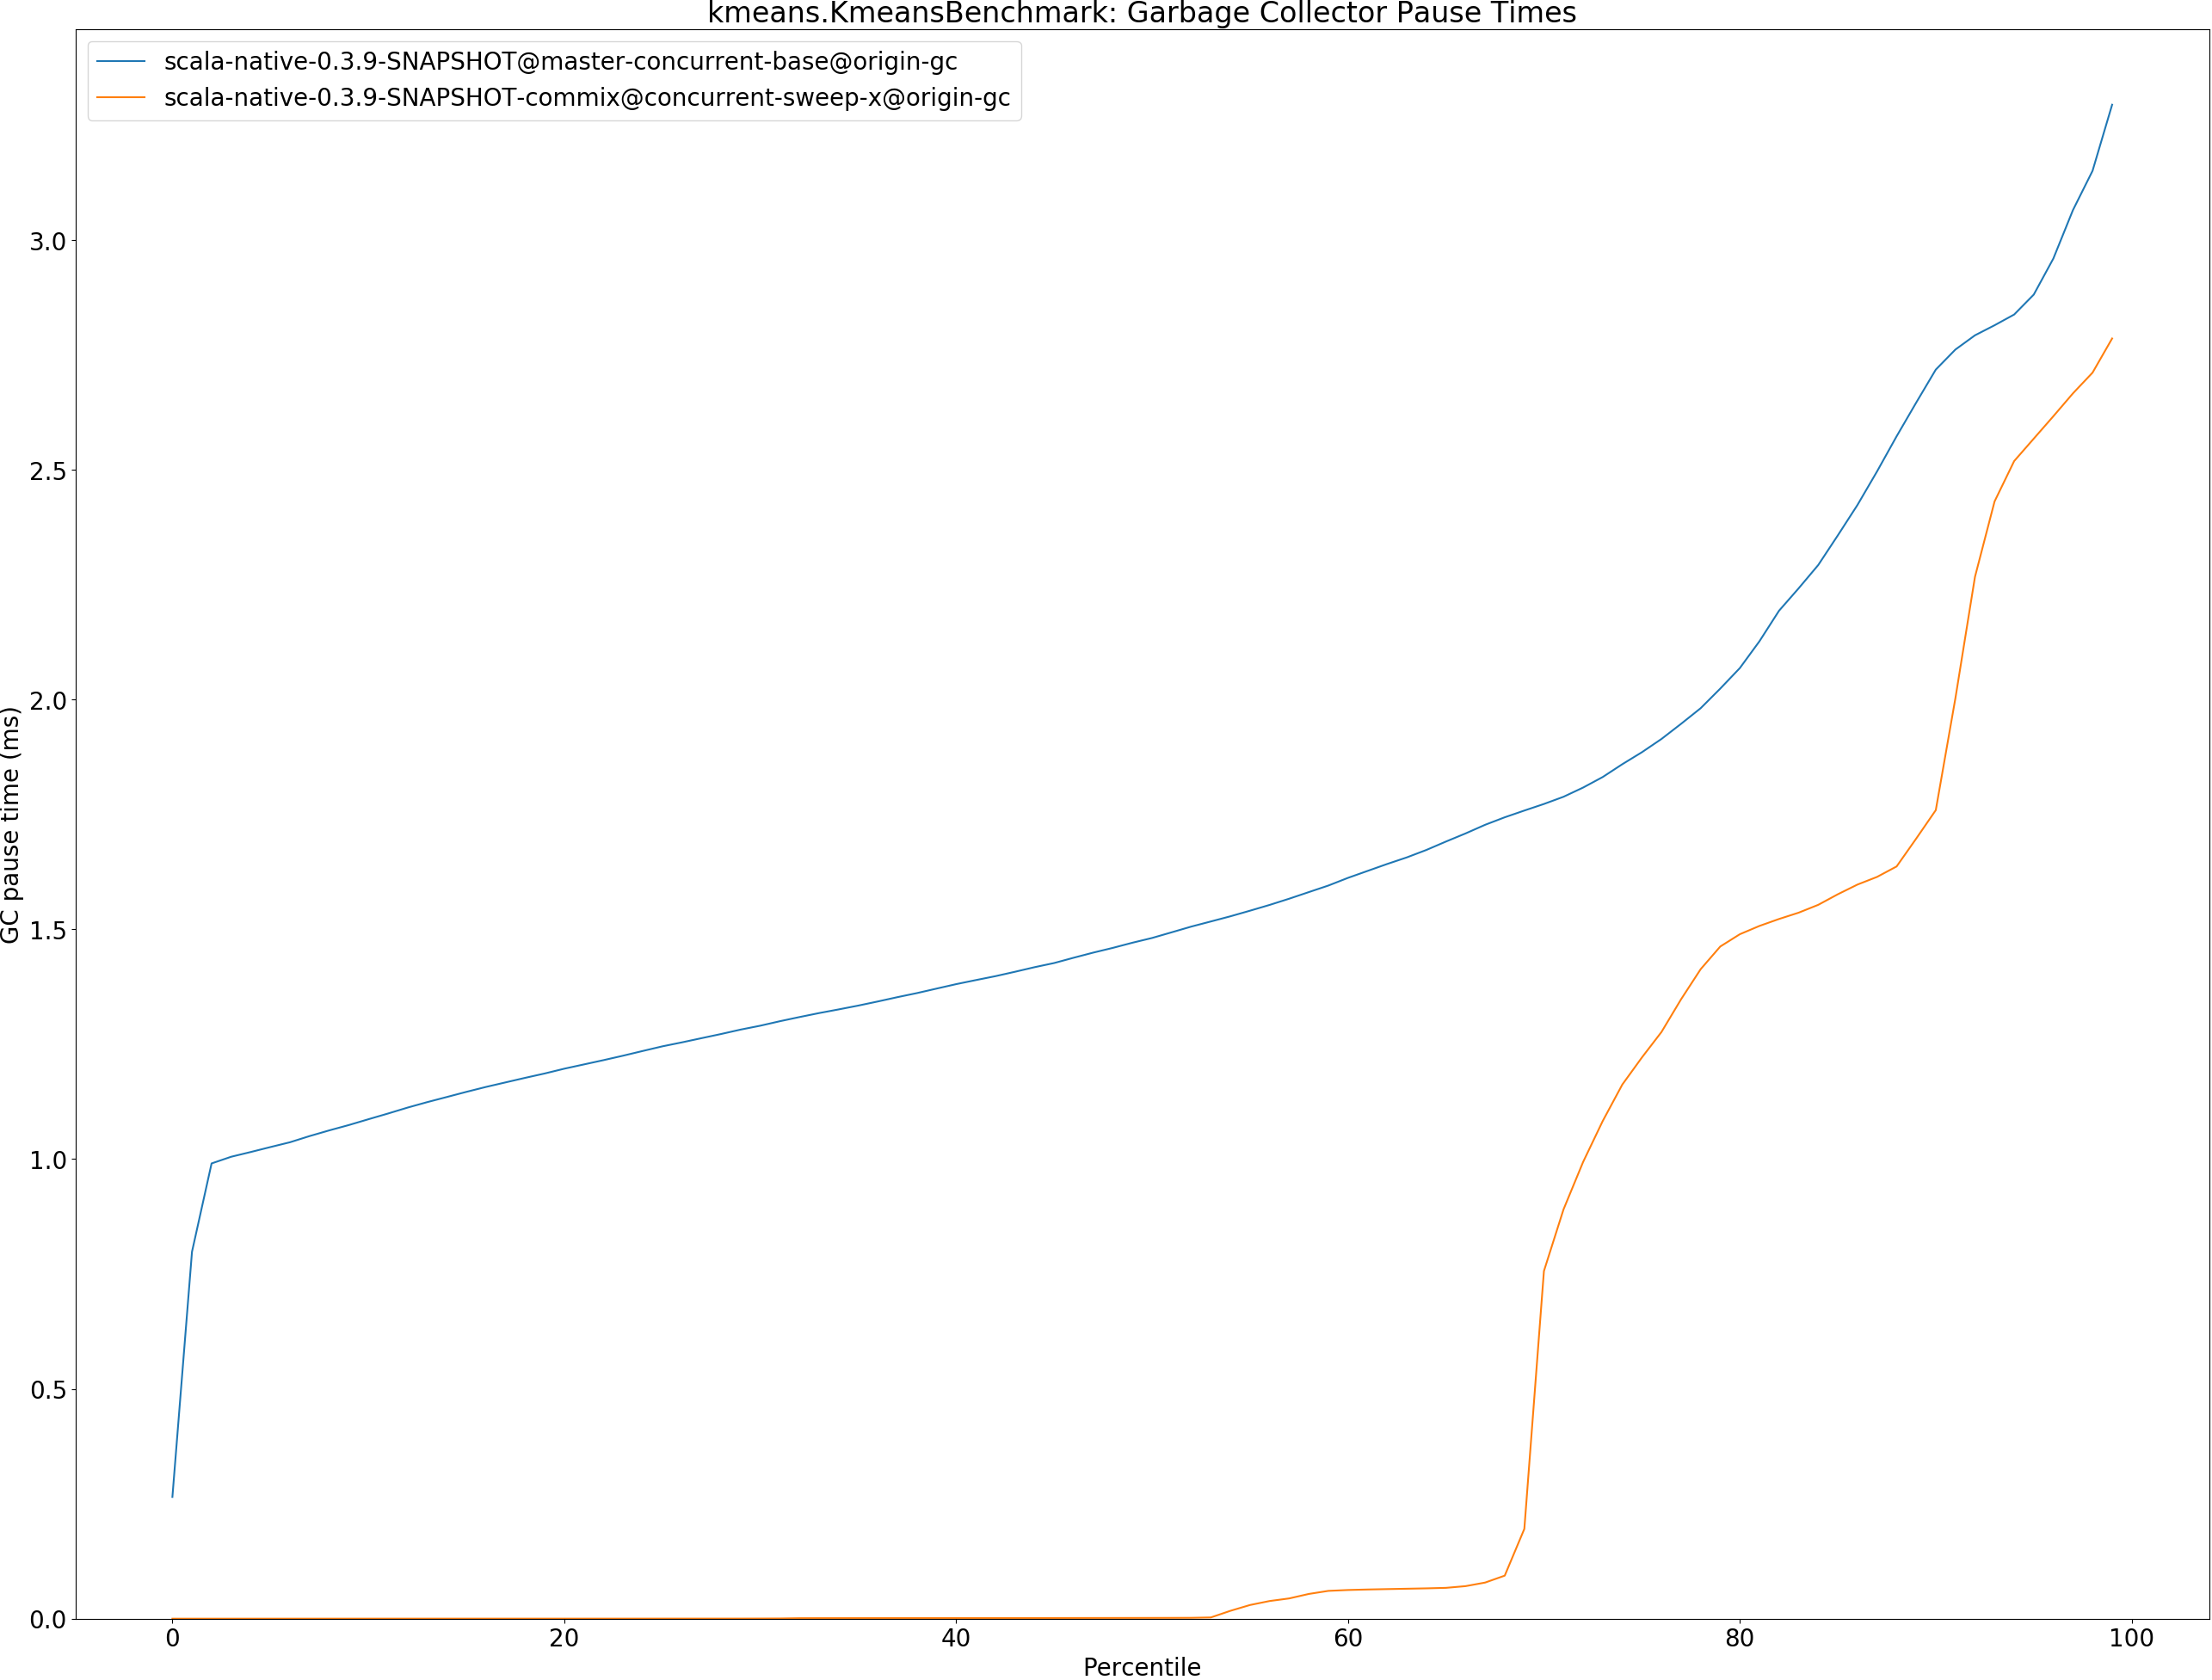 kmeans.KmeansBenchmark: Garbage Collector Pause Times
scala-native-0.3.9-SNAPSHOT@master-concurrent-base@origin-gc
scala-native-0.3.9-SNAPSHOT-commix@concurrent-sweep-x@origin-gc
GC pause time (ms)
3.0
2.5
2.0
1.5
1.0
0.5
0.0
0 20 40 60 80 100
Percentile